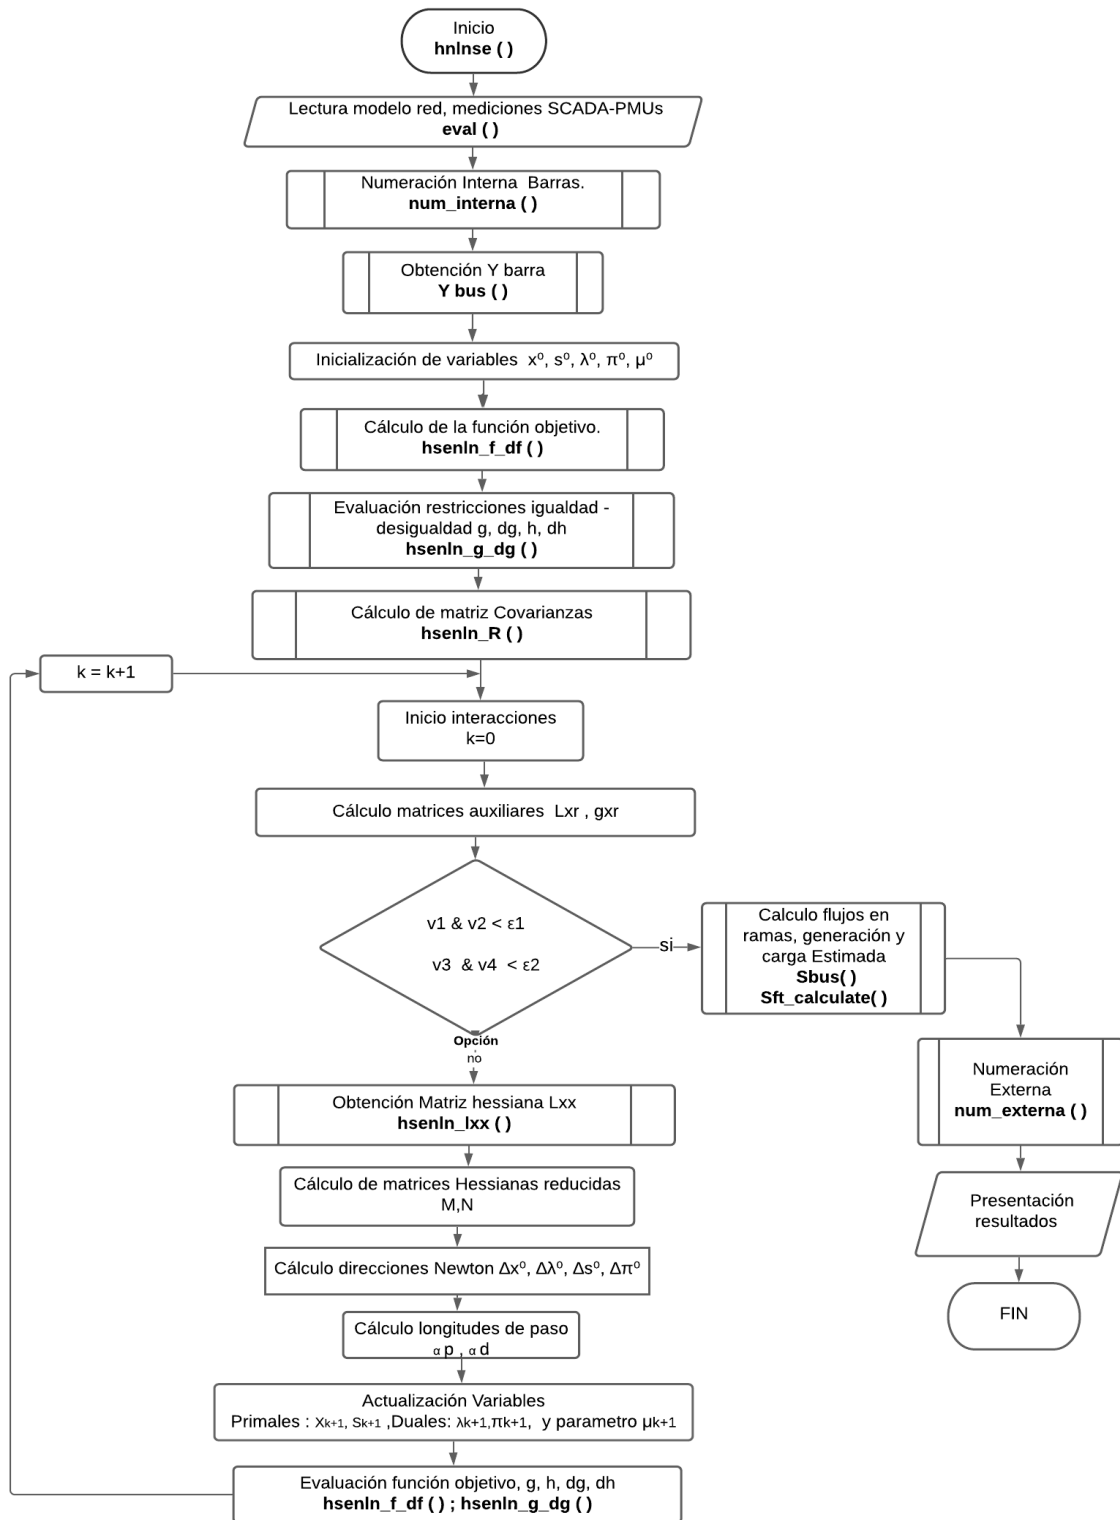 Inicio
hnlnse ( )
Lectura modelo red, mediciones SCADA-PMUs
eval ( )
Numeración Interna Barras.
num_interna ( )
Obtención Y barra
Y bus ( )
Inicialización de variables x⁰, s⁰, λ⁰, π⁰, μ⁰
Cálculo de la función objetivo.
hsenln_f_df ( )
Evaluación restricciones igualdad -
desigualdad g, dg, h, dh
hsenln_g_dg ( )
Cálculo de matriz Covarianzas
hsenln_R ( )
k = k+1
Inicio interacciones
k=0
Cálculo matrices auxiliares Lxr , gxr
v1 & v2 < ε1
v3 & v4 < ε2
si
Calculo flujos en
ramas, generación y
carga Estimada
Sbus( )
Sft_calculate( )
Opción
no
Numeración
Externa
num_externa ( )
Obtención Matriz hessiana Lxx
hsenln_lxx ( )
Cálculo de matrices Hessianas reducidas
M,N
Presentación
resultados
Cálculo direcciones Newton Δx⁰, Δλ⁰, Δs⁰, Δπ⁰
FIN
Cálculo longitudes de paso
α p , α d
Actualización Variables
Primales : Xk+1, Sk+1 ,Duales: λk+1,πk+1, y parametro μk+1
Evaluación función objetivo, g, h, dg, dh
hsenln_f_df ( ) ; hsenln_g_dg ( )